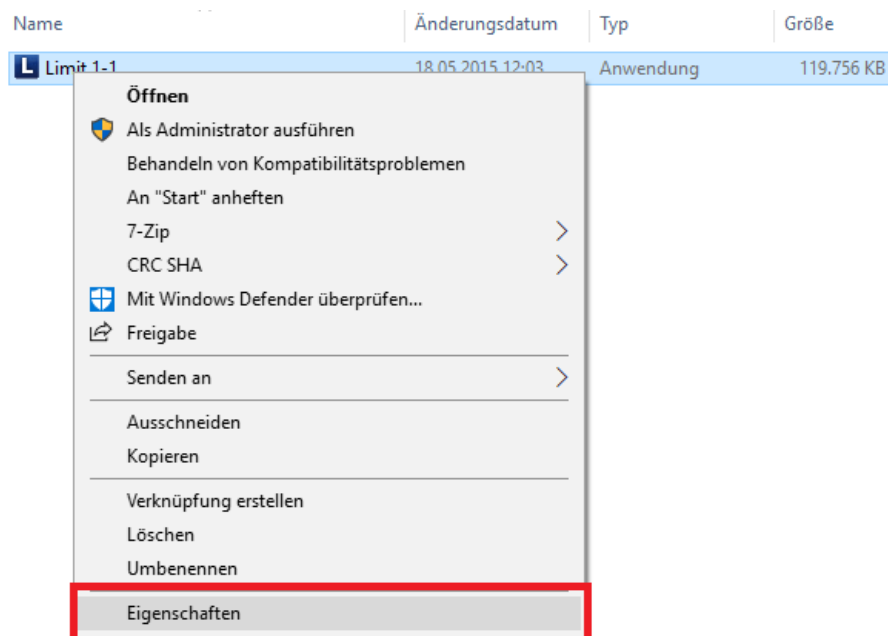 Name Änderungsdatum Typ Größe
L Limit 1-1 18.05.2015 12:03 Anwendung 119.756 KB
Öffnen
Als Administrator ausführen
Behandeln von Kompatibilitätsproblemen
An "Start" anheften
7-Zip
CRC SHA
Mit Windows Defender überprüfen...
Freigabe
Senden an
Ausschneiden
Kopieren
Verknüpfung erstellen
Löschen
Umbenennen
Eigenschaften